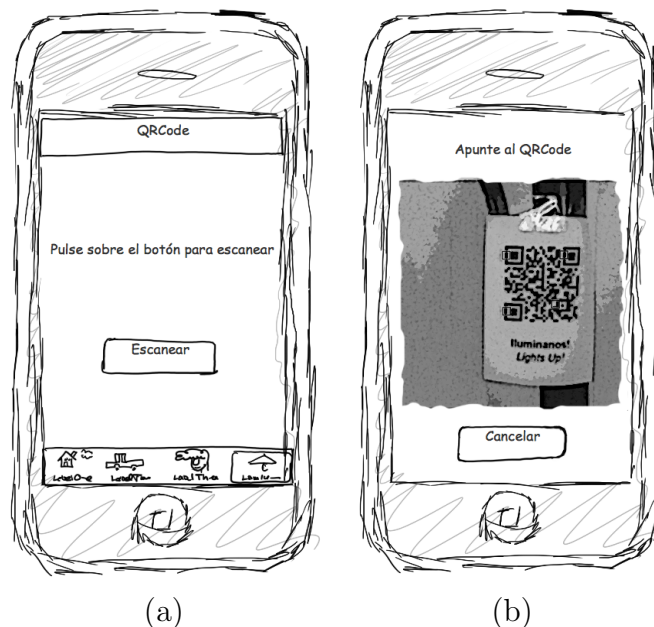 QRCode
Pulse sobre el botón para escanear
Escanear
(a)
Apunte al QRCode
Iluminanos!
Lights Up!
Cancelar
(b)